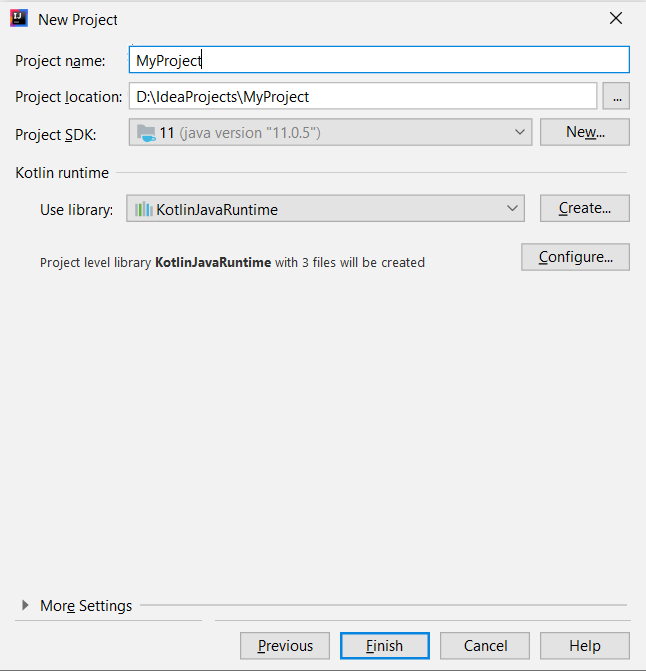 New Project
Project name: MyProject
Project location: D:\IdeaProjects\MyProject ...
Project SDK: 11 (java version "11.0.5") New...
Kotlin runtime
Use library: KotlinJavaRuntime Create...
Project level library KotlinJavaRuntime with 3 files will be created Configure...
More Settings
Previous Finish Cancel Help